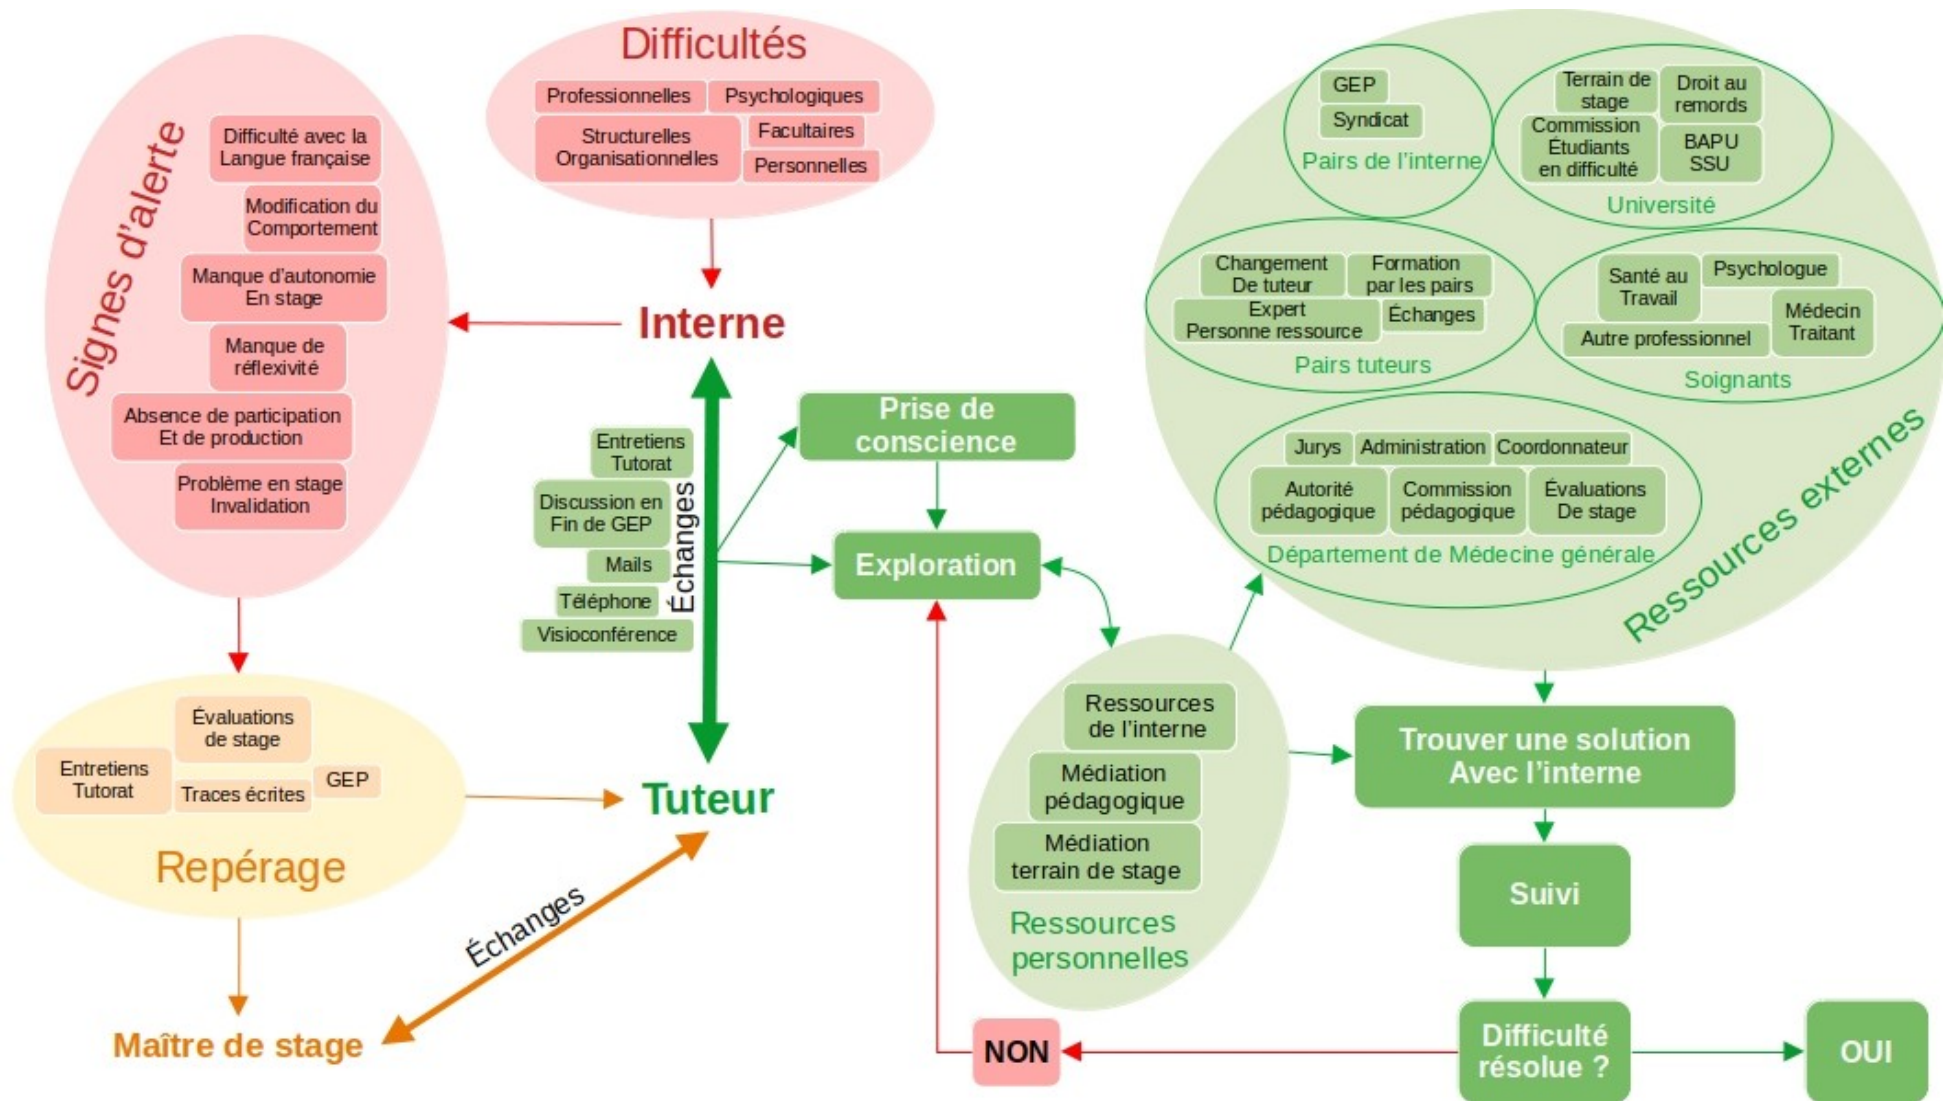 Difficultés
Professionnelles
Psychologiques
Structurelles
Organisationnelles
Facultaires
Personnelles
Signes d'alerte
Difficulté avec la
Langue française
Modification du
Comportement
Manque d'autonomie
En stage
Manque de
réflexivité
Absence de participation
Et de production
Problème en stage
Invalidation
Interne
Entretiens
Tutorat
Discussion en
Fin de GEP
Mails
Téléphone
Visioconférence
Échanges
Prise de
conscience
Exploration
Évaluations
de stage
Entretiens
Tutorat
Traces écrites
GEP
Repérage
Tuteur
Échanges
Maître de stage
GEP
Syndicat
Pairs de l'interne
Terrain de
stage
Droit au
remords
Commission
Étudiants
en difficulté
BAPU
SSU
Université
Changement
De tuteur
Formation
par les pairs
Expert
Personne ressource
Échanges
Pairs tuteurs
Santé au
Travail
Psychologue
Médecin
Traitant
Autre professionnel
Soignants
Jurys
Administration
Coordonnateur
Autorité
pédagogique
Commission
pédagogique
Évaluations
De stage
Département de Médecine générale
Ressources externes
Ressources
de l'interne
Médiation
pédagogique
Médiation
terrain de stage
Ressources
personnelles
Trouver une solution
Avec l'interne
Suivi
Difficulté
résolue ?
NON
OUI